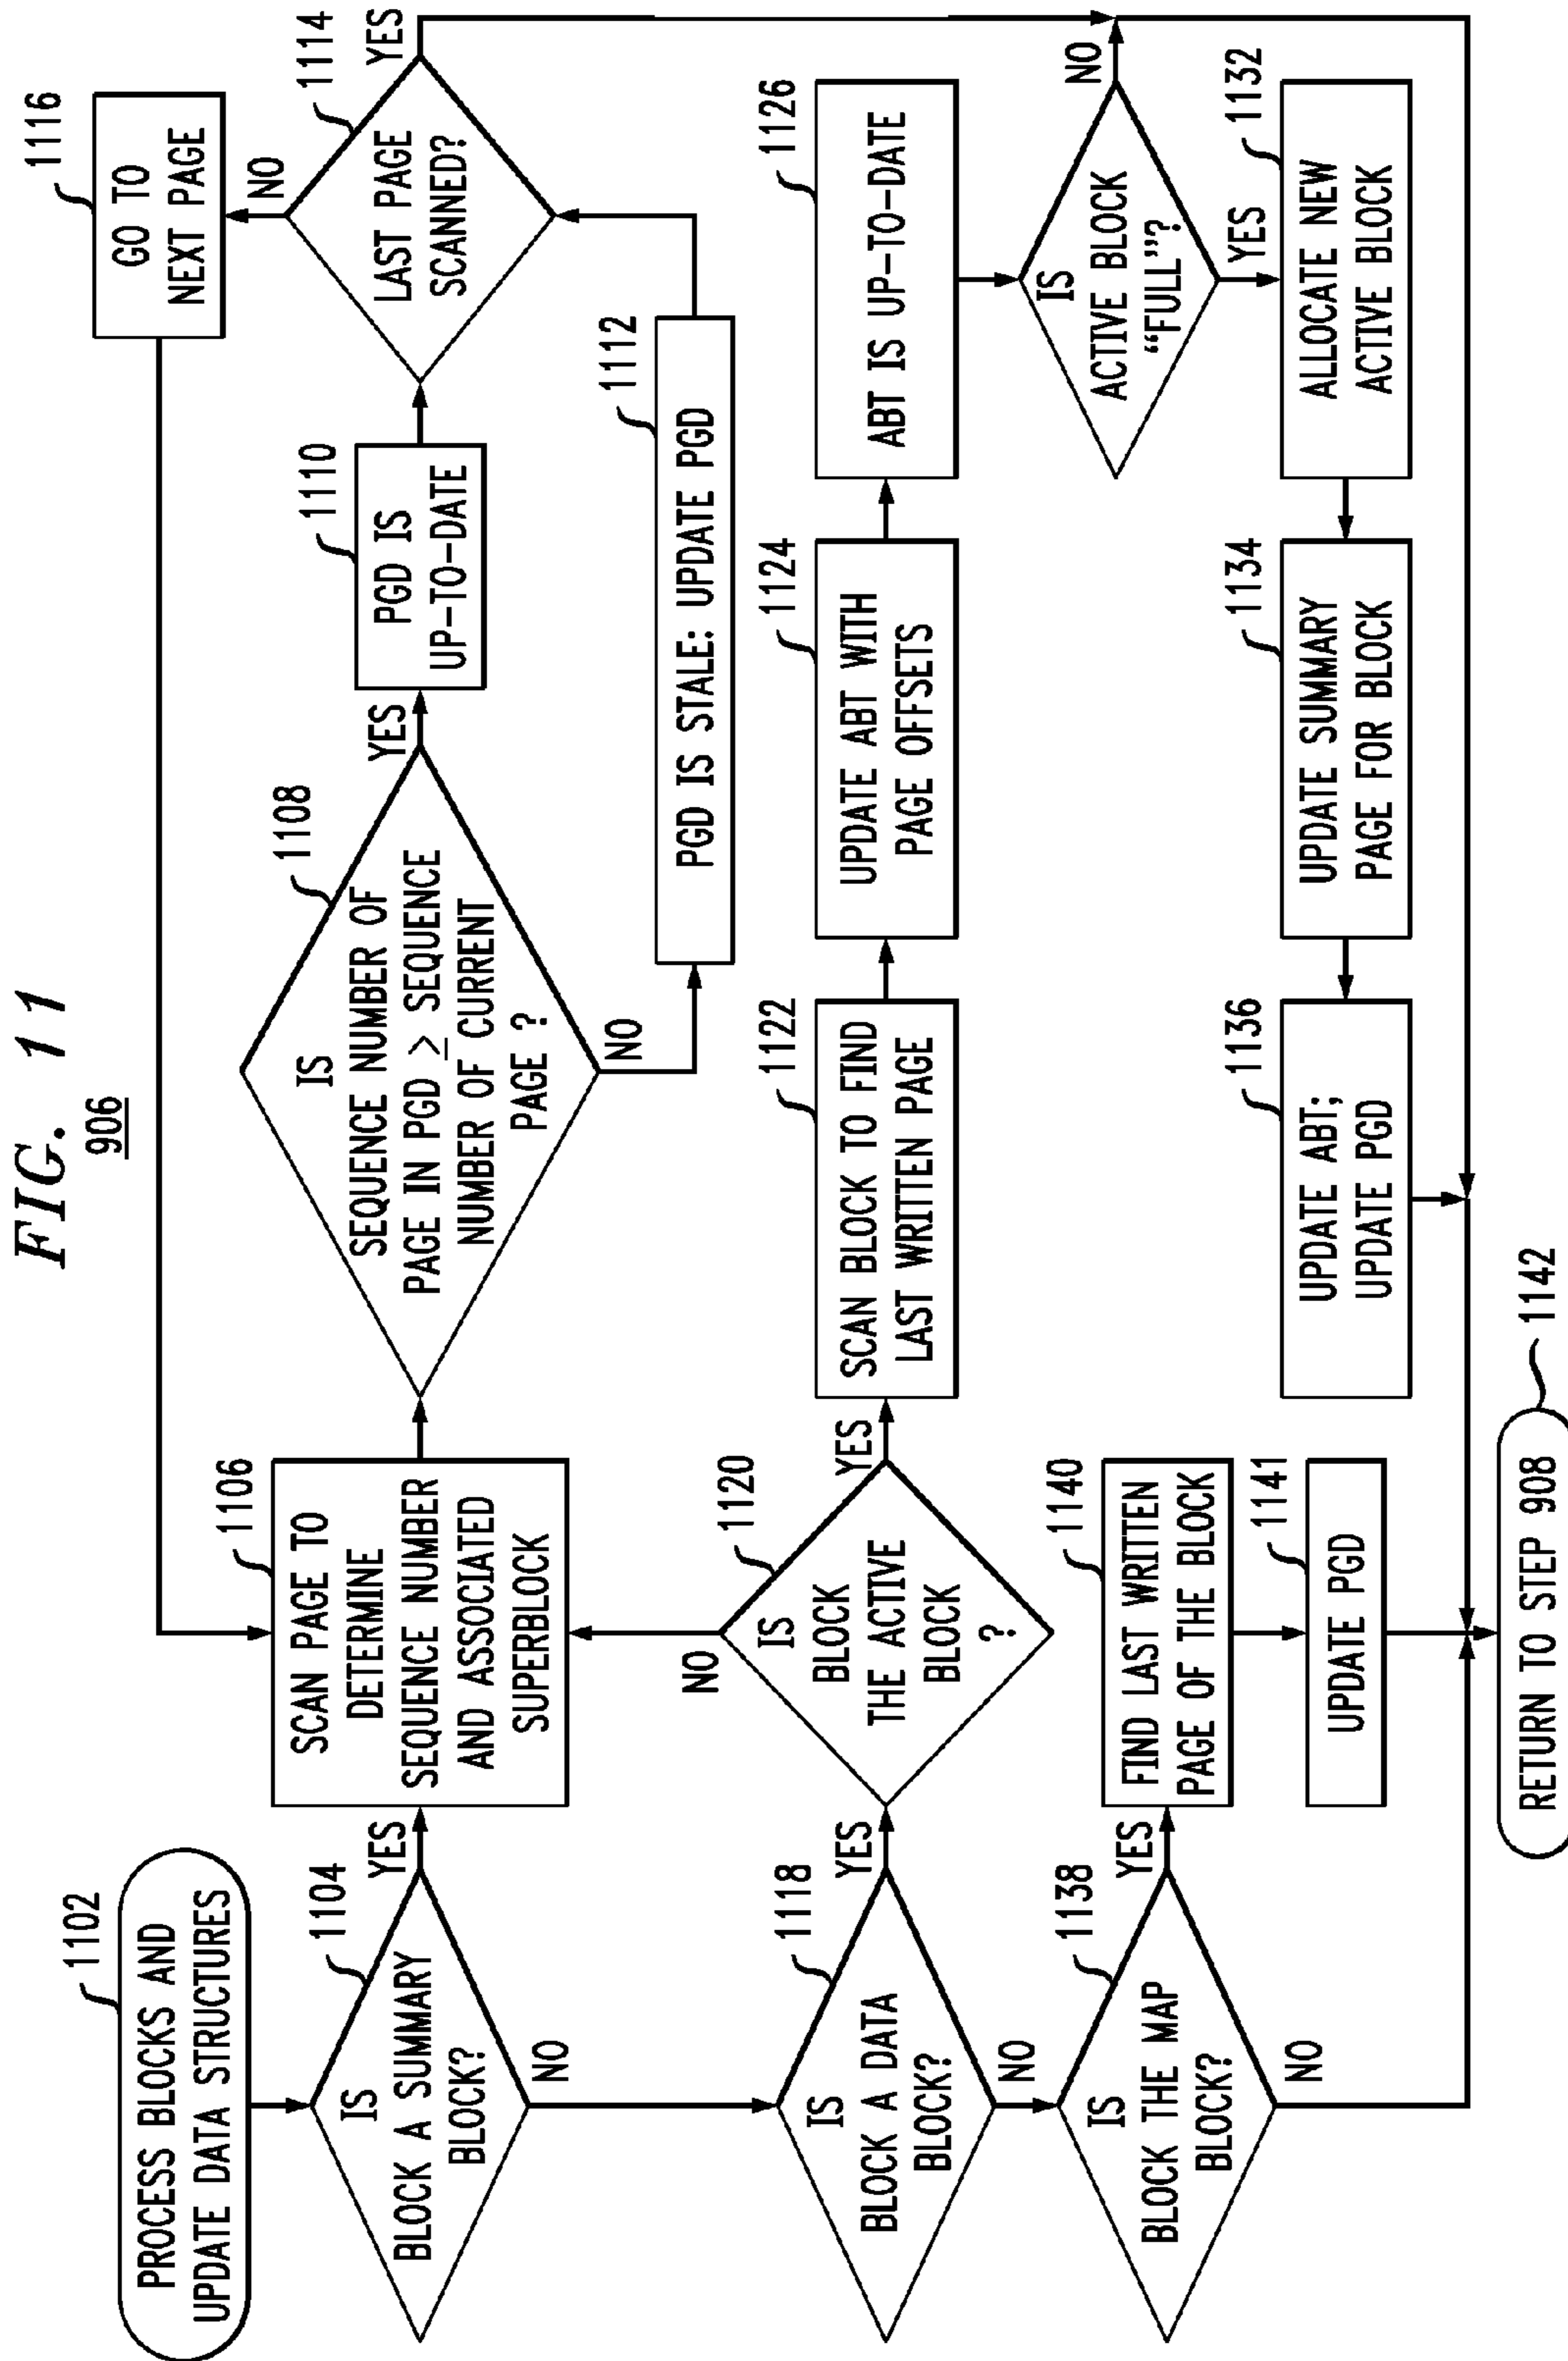 FIG. 11
906
1102
PROCESS BLOCKS AND
UPDATE DATA STRUCTURES
1104
IS
BLOCK A SUMMARY
BLOCK?
YES
NO
1106
SCAN PAGE TO
DETERMINE
SEQUENCE NUMBER
AND ASSOCIATED
SUPERBLOCK
1108
IS
SEQUENCE NUMBER OF
PAGE IN PGD ≥ SEQUENCE
NUMBER OF CURRENT
PAGE ?
YES
NO
1110
PGD IS
UP-TO-DATE
1112
PGD IS STALE: UPDATE PGD
1114
LAST PAGE
SCANNED?
YES
NO
1116
GO TO
NEXT PAGE
1118
IS
BLOCK A DATA
BLOCK?
YES
NO
1120
IS
BLOCK
THE ACTIVE
BLOCK
?
YES
NO
1122
SCAN BLOCK TO FIND
LAST WRITTEN PAGE
1124
UPDATE ABT WITH
PAGE OFFSETS
1126
ABT IS UP-TO-DATE
IS
ACTIVE BLOCK
“FULL”?
NO
YES
1132
ALLOCATE NEW
ACTIVE BLOCK
1134
UPDATE SUMMARY
PAGE FOR BLOCK
1136
UPDATE ABT;
UPDATE PGD
1138
IS
BLOCK THE MAP
BLOCK?
YES
NO
1140
FIND LAST WRITTEN
PAGE OF THE BLOCK
1141
UPDATE PGD
1142
RETURN TO STEP 908